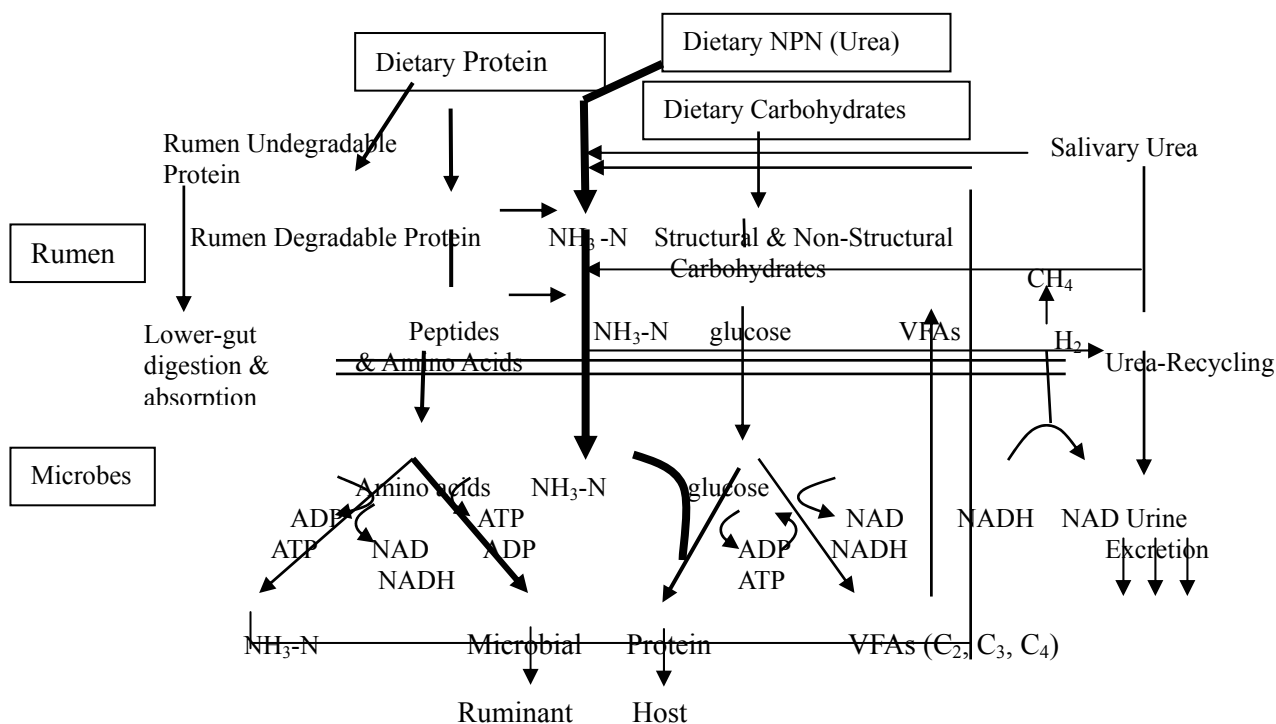 Dietary NPN (Urea)
Dietary Protein
Dietary Carbohydrates
Rumen Undegradable
Protein
Salivary Urea
Rumen
Rumen Degradable Protein
NH₃-N
Structural & Non-Structural
Carbohydrates
CH₄
Lower-gut
digestion &
absorption
Peptides
& Amino Acids
NH₃-N
glucose
VFAs
H₂
Urea-Recycling
Microbes
Amino acids
NH₃-N
glucose
ADP
ATP
ATP
ADP
NAD
NADH
ADP
ATP
NAD
NADH
NADH
NAD Urine
Excretion
NH₃-N
Microbial Protein
VFAs (C₂, C₃, C₄)
Ruminant Host